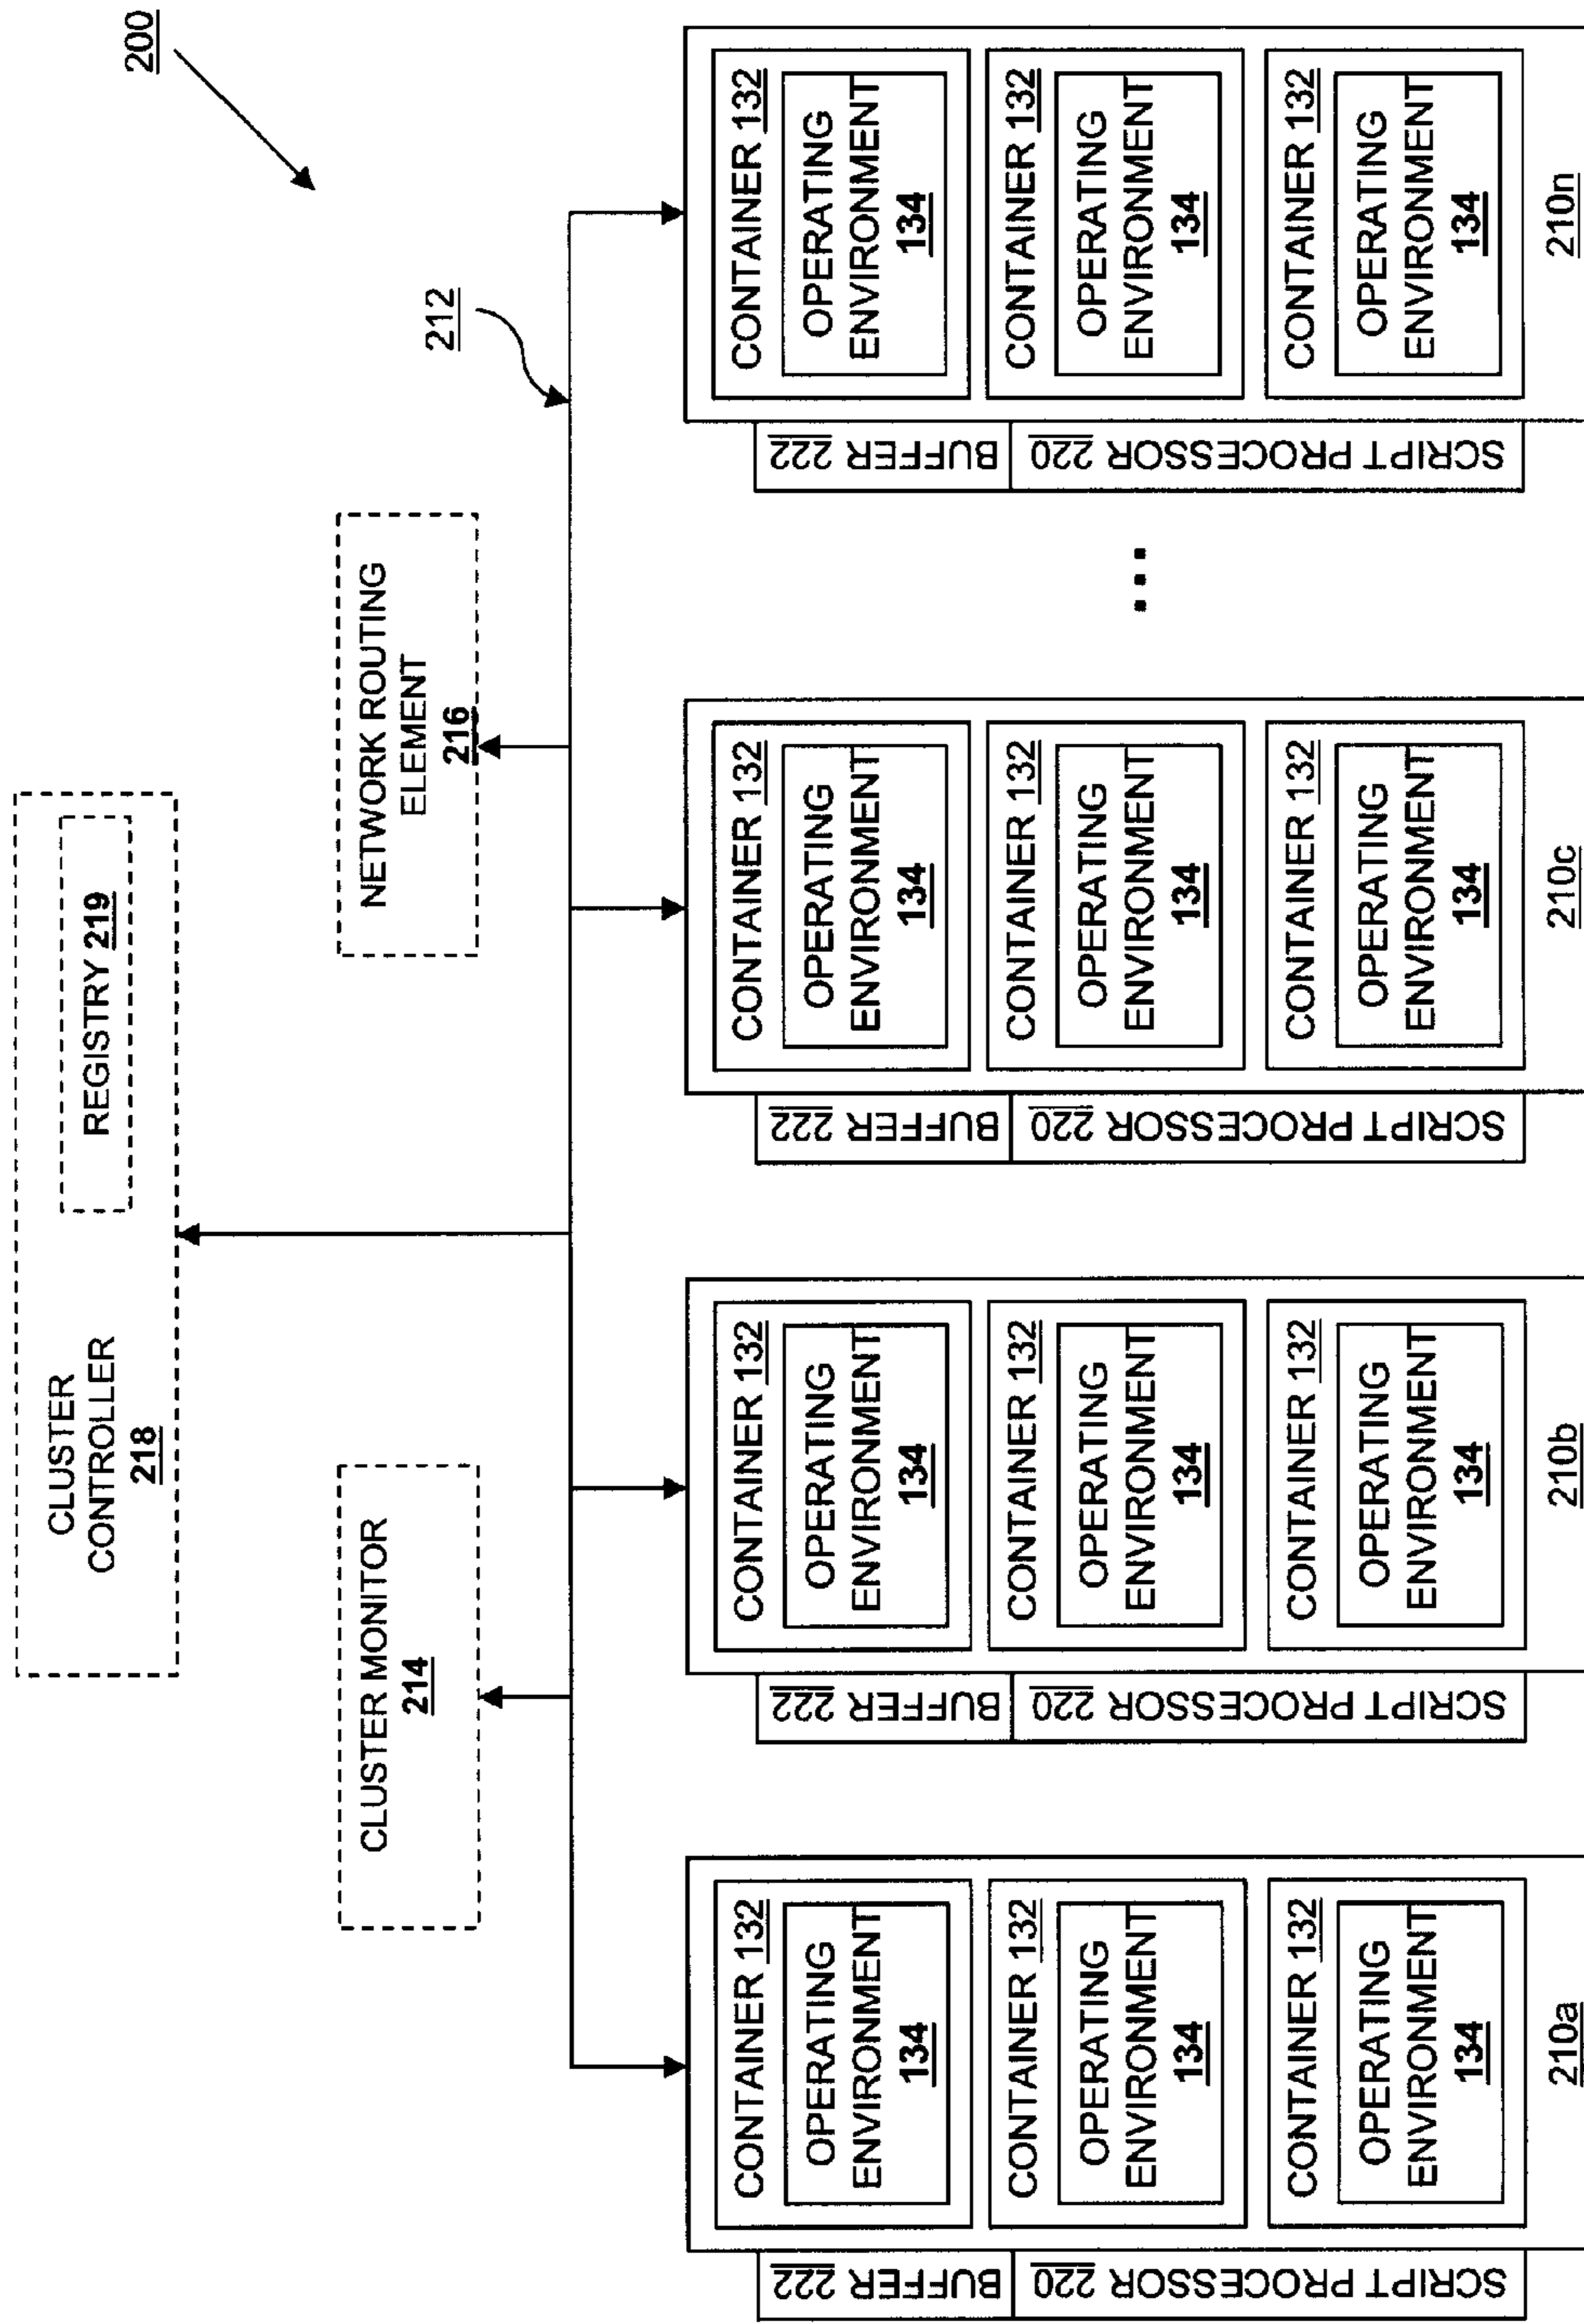 200
CLUSTER
CONTROLLER
218
REGISTRY 219
CLUSTER MONITOR
214
NETWORK ROUTING
ELEMENT
216
212
BUFFER 222
SCRIPT PROCESSOR 220
CONTAINER 132
OPERATING
ENVIRONMENT
134
CONTAINER 132
OPERATING
ENVIRONMENT
134
CONTAINER 132
OPERATING
ENVIRONMENT
134
210a
BUFFER 222
SCRIPT PROCESSOR 220
CONTAINER 132
OPERATING
ENVIRONMENT
134
CONTAINER 132
OPERATING
ENVIRONMENT
134
CONTAINER 132
OPERATING
ENVIRONMENT
134
210b
BUFFER 222
SCRIPT PROCESSOR 220
CONTAINER 132
OPERATING
ENVIRONMENT
134
CONTAINER 132
OPERATING
ENVIRONMENT
134
CONTAINER 132
OPERATING
ENVIRONMENT
134
210c
...
BUFFER 222
SCRIPT PROCESSOR 220
CONTAINER 132
OPERATING
ENVIRONMENT
134
CONTAINER 132
OPERATING
ENVIRONMENT
134
CONTAINER 132
OPERATING
ENVIRONMENT
134
210n